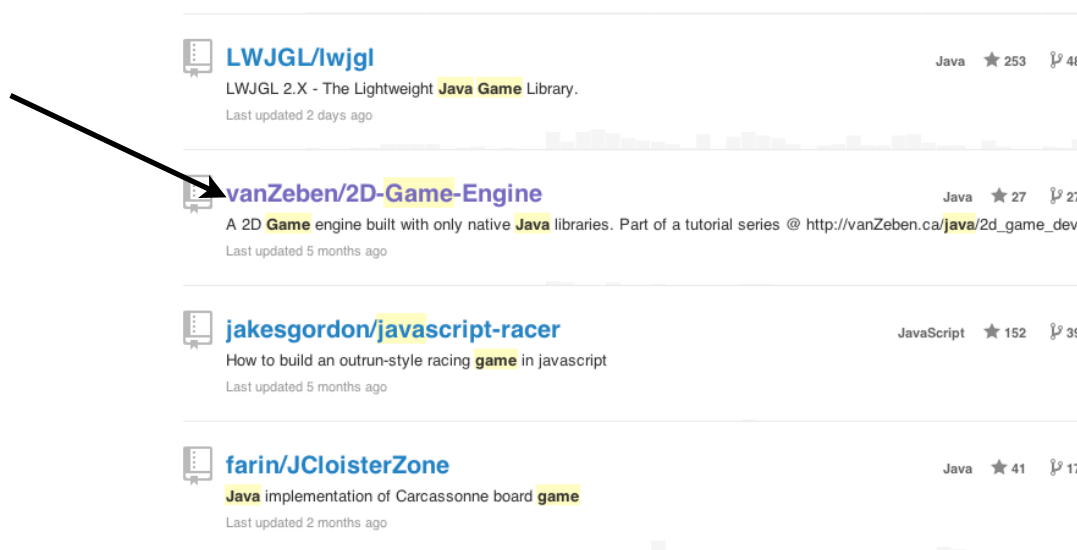 LWJGL/lwjgl
Java 253 48
LWJGL 2.X - The Lightweight Java Game Library.
Last updated 2 days ago
vanZeben/2D-Game-Engine
Java 27 27
A 2D Game engine built with only native Java libraries. Part of a tutorial series @ http://vanZeben.ca/java/2d_game_dev
Last updated 5 months ago
jakesgordon/javascript-racer
JavaScript 152 39
How to build an outrun-style racing game in javascript
Last updated 5 months ago
farin/JCloisterZone
Java 41 17
Java implementation of Carcassonne board game
Last updated 2 months ago